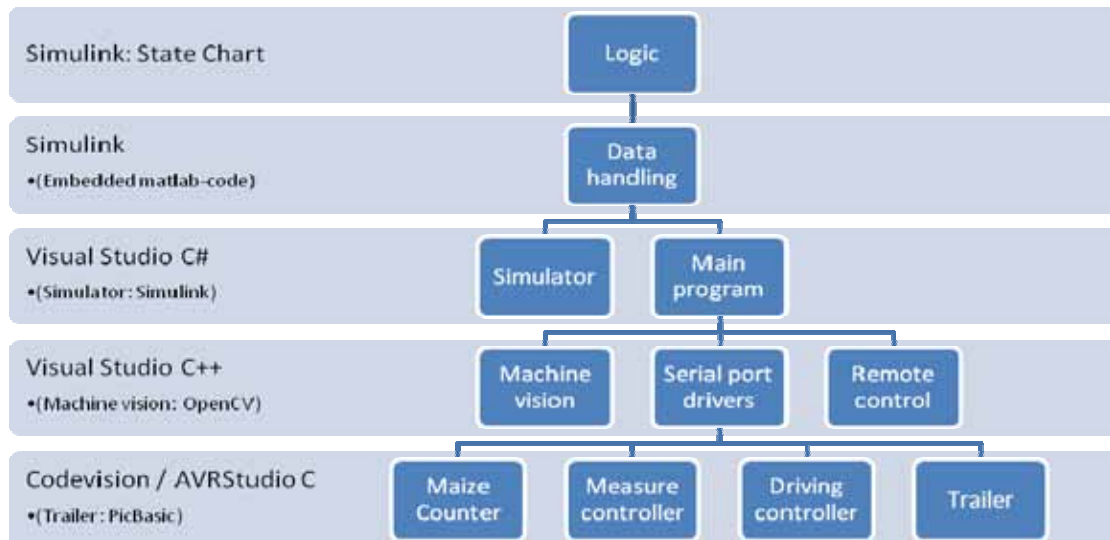 Simulink: State Chart
Logic
Simulink
•(Embedded matlab-code)
Data
handling
Visual Studio C#
•(Simulator: Simulink)
Simulator
Main
program
Visual Studio C++
•(Machine vision: OpenCV)
Machine
vision
Serial port
drivers
Remote
control
Codevision / AVRStudio C
•(Trailer: PicBasic)
Maize
Counter
Measure
controller
Driving
controller
Trailer